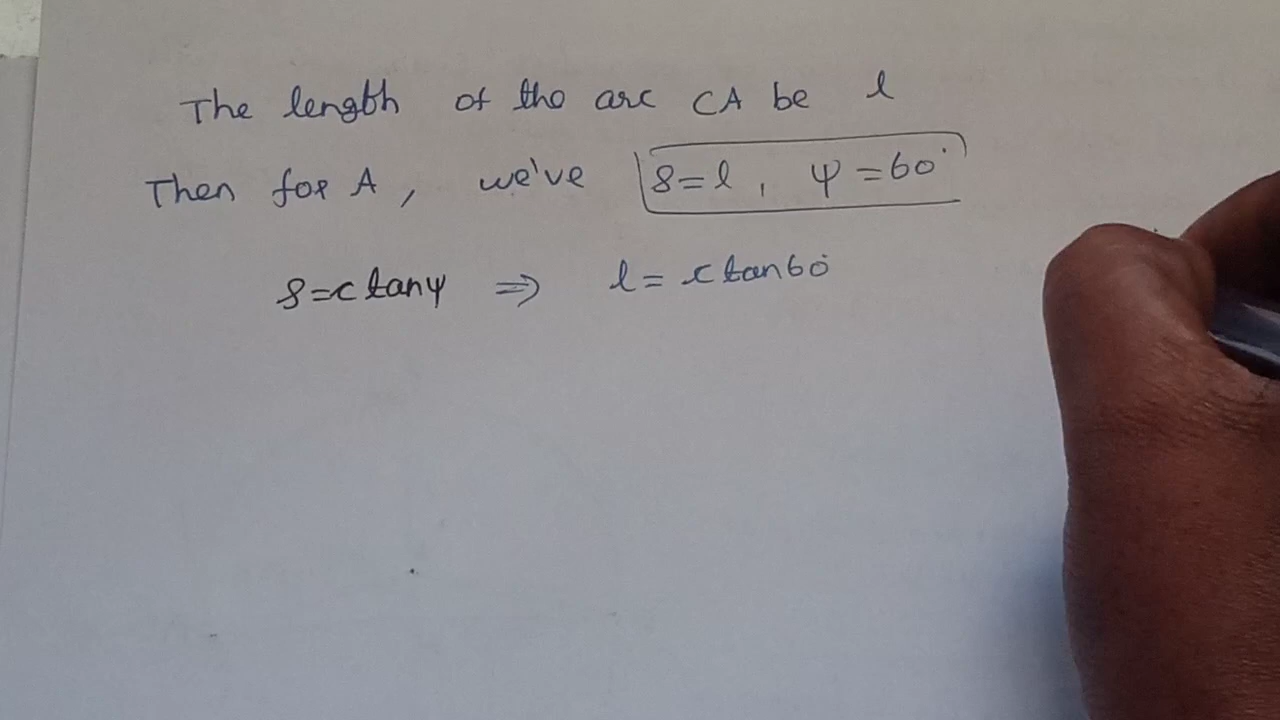 The length of the arc CA be l
Then for A, we've s=l, ψ=60°
s=c tanψ ⇒ l=c tan60°